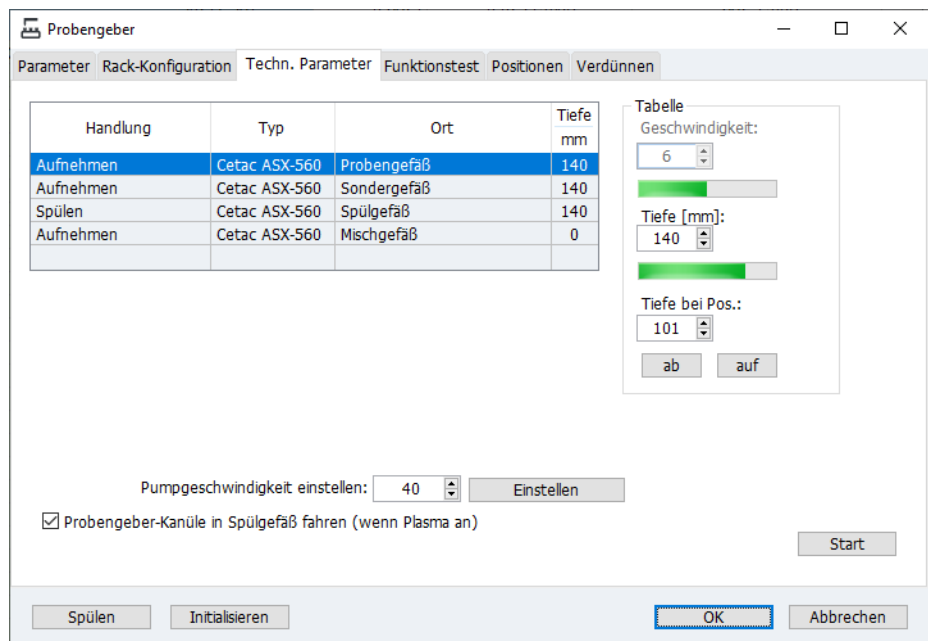 Probengeber
Parameter Rack-Konfiguration Techn. Parameter Funktionstest Positionen Verdünnen
Handlung Typ Ort Tiefe
mm
Aufnehmen Cetac ASX-560 Probengefäß 140
Aufnehmen Cetac ASX-560 Sondergefäß 140
Spülen Cetac ASX-560 Spülgefäß 140
Aufnehmen Cetac ASX-560 Mischgefäß 0
Tabelle
Geschwindigkeit:
6
Tiefe [mm]:
140
Tiefe bei Pos.:
101
ab auf
Pumpgeschwindigkeit einstellen: 40 Einstellen
Probengeber-Kanüle in Spülgefäß fahren (wenn Plasma an)
Start
Spülen Initialisieren OK Abbrechen